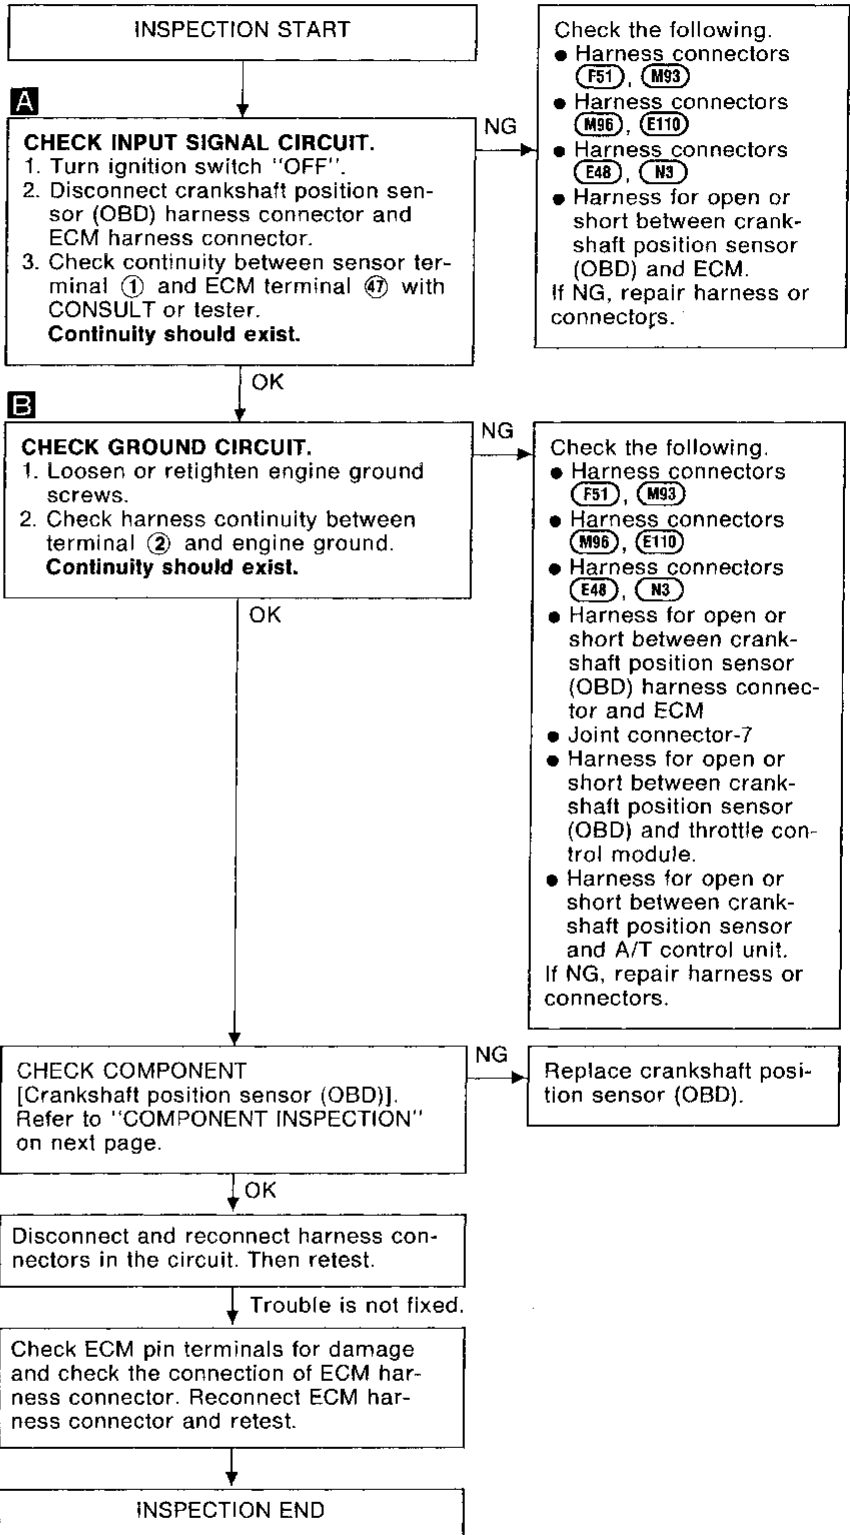 INSPECTION START
A
CHECK INPUT SIGNAL CIRCUIT.
1. Turn ignition switch "OFF".
2. Disconnect crankshaft position sen-
sor (OBD) harness connector and
ECM harness connector.
3. Check continuity between sensor ter-
minal ① and ECM terminal ㊼ with
CONSULT or tester.
Continuity should exist.
NG
Check the following.
● Harness connectors
F51, M93
● Harness connectors
M96, E110
● Harness connectors
E48, N3
● Harness for open or
short between crank-
shaft position sensor
(OBD) and ECM.
If NG, repair harness or
connectors.
OK
B
CHECK GROUND CIRCUIT.
1. Loosen or retighten engine ground
screws.
2. Check harness continuity between
terminal ② and engine ground.
Continuity should exist.
NG
Check the following.
● Harness connectors
F51, M93
● Harness connectors
M96, E110
● Harness connectors
E48, N3
● Harness for open or
short between crank-
shaft position sensor
(OBD) harness connec-
tor and ECM
● Joint connector-7
● Harness for open or
short between crank-
shaft position sensor
(OBD) and throttle con-
trol module.
● Harness for open or
short between crank-
shaft position sensor
and A/T control unit.
If NG, repair harness or
connectors.
OK
CHECK COMPONENT
[Crankshaft position sensor (OBD)].
Refer to "COMPONENT INSPECTION"
on next page.
NG
Replace crankshaft posi-
tion sensor (OBD).
OK
Disconnect and reconnect harness con-
nectors in the circuit. Then retest.
Trouble is not fixed.
Check ECM pin terminals for damage
and check the connection of ECM har-
ness connector. Reconnect ECM har-
ness connector and retest.
INSPECTION END